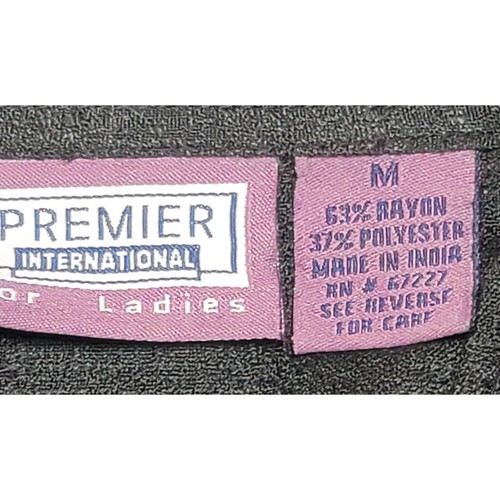 PREMIER
INTERNATIONAL
or Ladies
M
63% RAYON
37% POLYESTER
MADE IN INDIA
RN # 67227
SEE REVERSE
FOR CARE